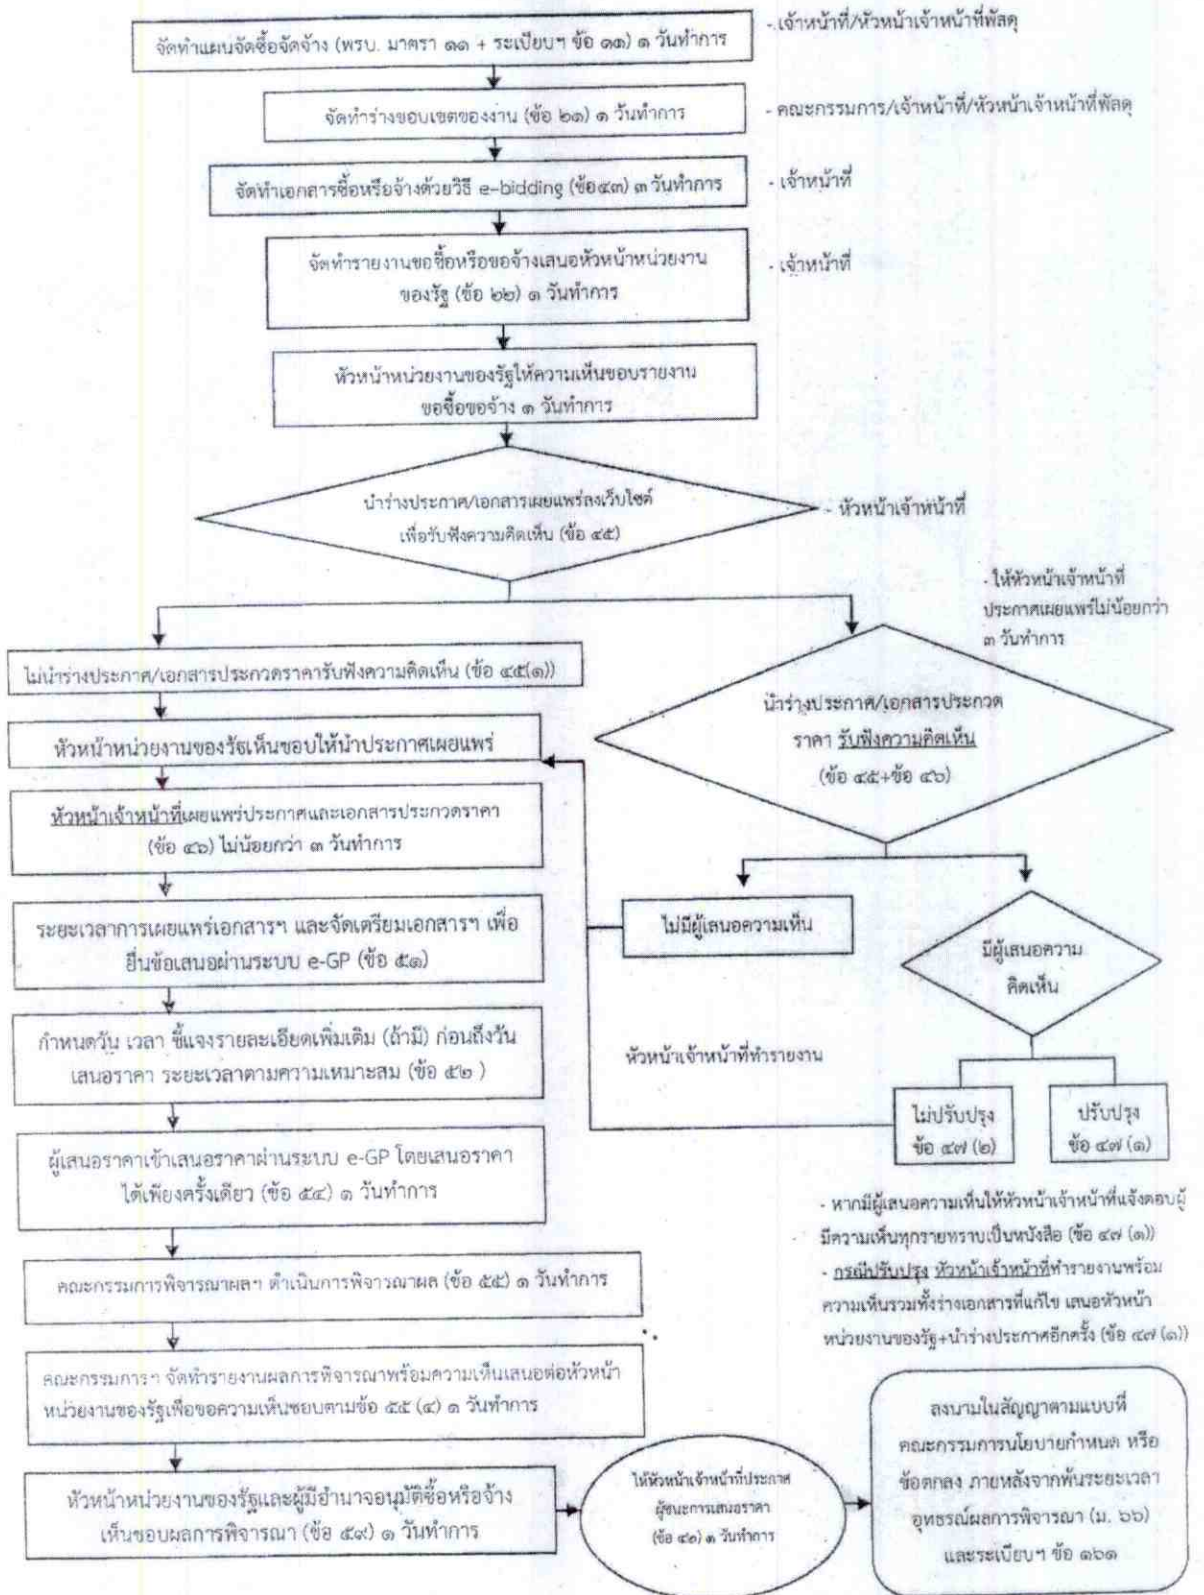 จัดทำแผนจัดซื้อจัดจ้าง (พรบ. มาตรา ๑๑ + ระเบียบฯ ข้อ ๑๑) ๑ วันทำการ
- เจ้าหน้าที่/หัวหน้าเจ้าหน้าที่พัสดุ
จัดทำร่างขอบเขตของงาน (ข้อ ๒๑) ๑ วันทำการ
- คณะกรรมการ/เจ้าหน้าที่/หัวหน้าเจ้าหน้าที่พัสดุ
จัดทำเอกสารซื้อหรือจ้างด้วยวิธี e-bidding (ข้อ๔๓) ๓ วันทำการ
- เจ้าหน้าที่
จัดทำรายงานขอซื้อหรือขอจ้างเสนอหัวหน้าหน่วยงาน
ของรัฐ (ข้อ ๒๒) ๑ วันทำการ
- เจ้าหน้าที่
หัวหน้าหน่วยงานของรัฐให้ความเห็นชอบรายงาน
ขอซื้อขอจ้าง ๑ วันทำการ
นำร่างประกาศ/เอกสารเผยแพร่ลงเว็บไซต์
เพื่อรับฟังความคิดเห็น (ข้อ ๔๕)
- หัวหน้าเจ้าหน้าที่
- ให้หัวหน้าเจ้าหน้าที่
ประกาศเผยแพร่ไม่น้อยกว่า
๓ วันทำการ
ไม่นำร่างประกาศ/เอกสารประกวดราคารับฟังความคิดเห็น (ข้อ ๔๕(๑))
หัวหน้าหน่วยงานของรัฐเห็นชอบให้นำประกาศเผยแพร่
หัวหน้าเจ้าหน้าที่เผยแพร่ประกาศและเอกสารประกวดราคา
(ข้อ ๔๖) ไม่น้อยกว่า ๓ วันทำการ
ระยะเวลาการเผยแพร่เอกสารฯ และจัดเตรียมเอกสารฯ เพื่อ
ยื่นข้อเสนอผ่านระบบ e-GP (ข้อ ๕๑)
กำหนดวัน เวลา ชี้แจงรายละเอียดเพิ่มเติม (ถ้ามี) ก่อนถึงวัน
เสนอราคา ระยะเวลาตามความเหมาะสม (ข้อ ๕๒ )
ผู้เสนอราคาเข้าเสนอราคาผ่านระบบ e-GP โดยเสนอราคา
ได้เพียงครั้งเดียว (ข้อ ๕๔) ๑ วันทำการ
คณะกรรมการพิจารณาผลฯ ดำเนินการพิจารณาผล (ข้อ ๕๕) ๑ วันทำการ
คณะกรรมการฯ จัดทำรายงานผลการพิจารณาพร้อมความเห็นเสนอต่อหัวหน้า
หน่วยงานของรัฐเพื่อขอความเห็นชอบตามข้อ ๕๕ (๔) ๑ วันทำการ
หัวหน้าหน่วยงานของรัฐและผู้มีอำนาจอนุมัติซื้อหรือจ้าง
เห็นชอบผลการพิจารณา (ข้อ ๕๙) ๑ วันทำการ
นำร่างประกาศ/เอกสารประกวด
ราคา รับฟังความคิดเห็น
(ข้อ ๔๕+ข้อ ๔๖)
ไม่มีผู้เสนอความเห็น
มีผู้เสนอความ
คิดเห็น
หัวหน้าเจ้าหน้าที่ทำรายงาน
ไม่ปรับปรุง
ข้อ ๔๗ (๒)
ปรับปรุง
ข้อ ๔๗ (๑)
- หากมีผู้เสนอความเห็นให้หัวหน้าเจ้าหน้าที่แจ้งตอบผู้
มีความเห็นทุกรายทราบเป็นหนังสือ (ข้อ ๔๗ (๑))
- กรณีปรับปรุง หัวหน้าเจ้าหน้าที่ทำรายงานพร้อม
ความเห็นรวมทั้งร่างเอกสารที่แก้ไข เสนอหัวหน้า
หน่วยงานของรัฐ+นำร่างประกาศอีกครั้ง (ข้อ ๔๗ (๑))
ให้หัวหน้าเจ้าหน้าที่ประกาศ
ผู้ชนะการเสนอราคา
(ข้อ ๔๑) ๑ วันทำการ
ลงนามในสัญญาตามแบบที่
คณะกรรมการนโยบายกำหนด หรือ
ข้อตกลง ภายหลังจากพ้นระยะเวลา
อุทธรณ์ผลการพิจารณา (ม. ๖๖)
และระเบียบฯ ข้อ ๑๖๑